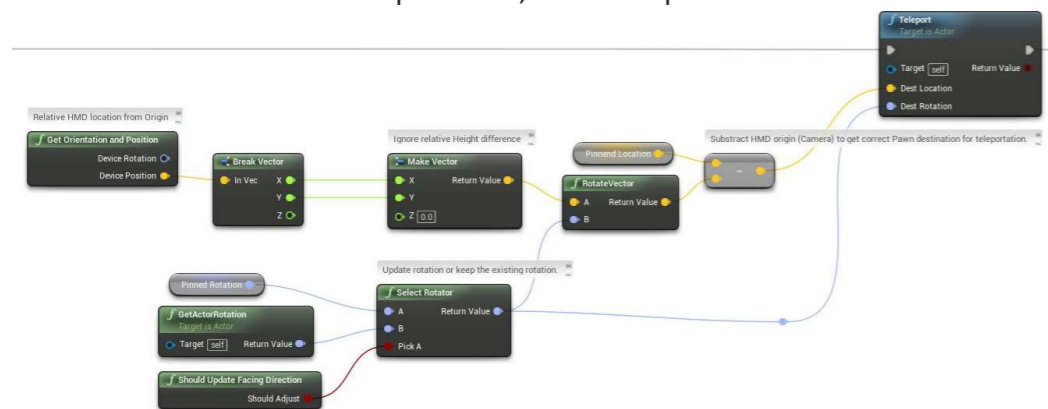 Teleport
Target is Actor
Target self Return Value
Dest Location
Dest Rotation
Relative HMD location from Origin
Get Orientation and Position
Device Rotation
Device Position
Break Vector
In Vec X
Y
Z
Ignore relative Height difference
Make Vector
X Return Value
Y
Z 0.0
Substract HMD origin (Camera) to get correct Pawn destination for teleportation.
Pinnend Location
-
RotateVector
A Return Value
B
Update rotation or keep the existing rotation.
Pinned Rotation
Select Rotator
A Return Value
B
Pick A
GetActorRotation
Target is Actor
Target self Return Value
Should Update Facing Direction
Should Adjust